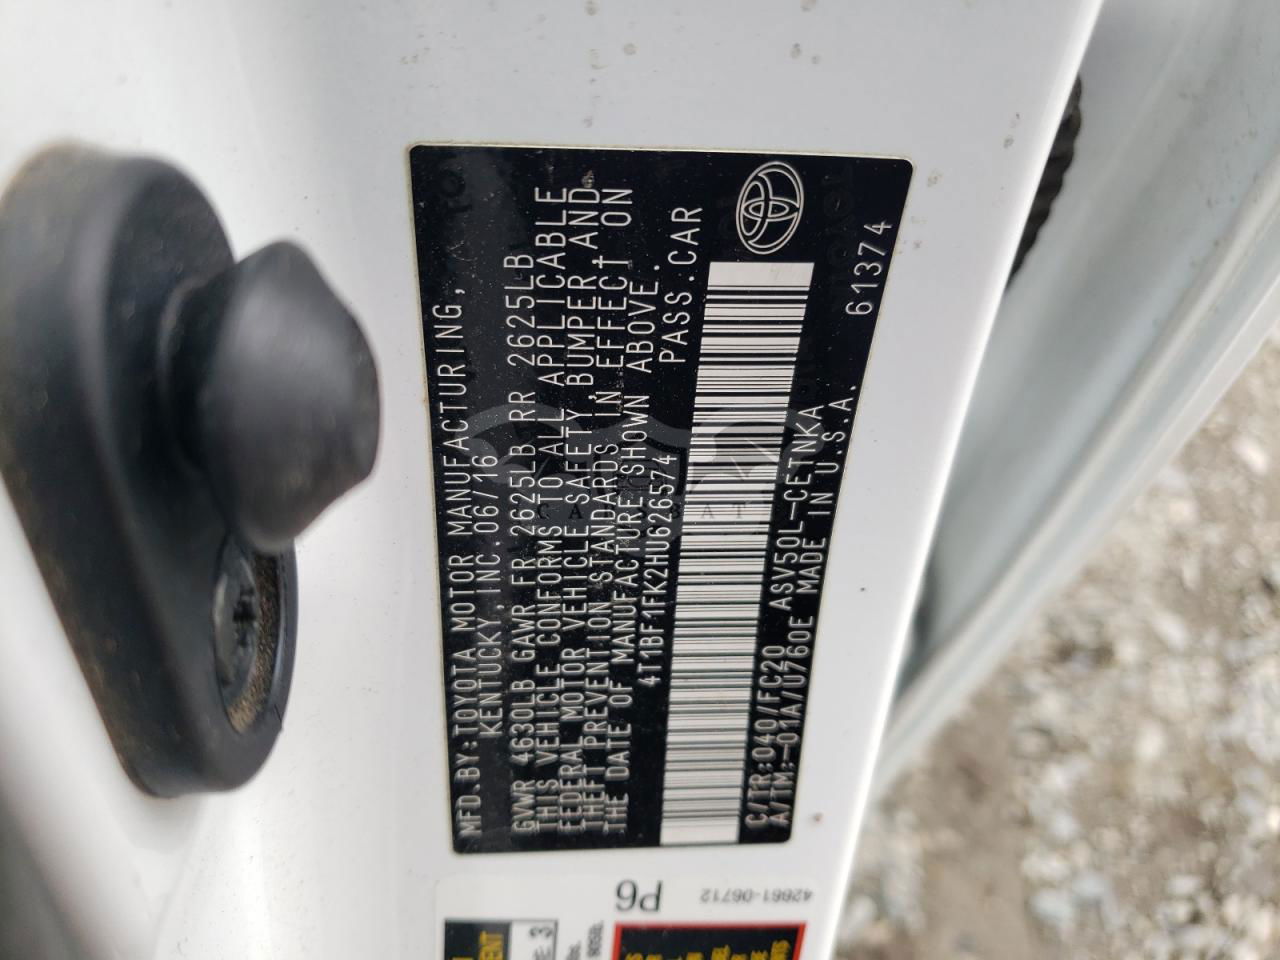 MFD.BY:TOYOTA MOTOR MANUFACTURING,
KENTUCKY,INC.06/16
GVWR 4630LB GAWR FR 2625LB RR 2625LB
THIS VEHICLE CONFORMS TO ALL APPLICABLE
FEDERAL MOTOR VEHICLE SAFETY,BUMPER,AND
THEFT PREVENTION STANDARDS IN EFFECT ON
THE DATE OF MANUFACTURE SHOWN ABOVE.
4T1BF1FK2HU626574 PASS.CAR
C/TR:040/FC20 ASV50L-CETNKA
A/TM:-01A/U760E MADE IN U.S.A. 61374
P6
42661-06712
3